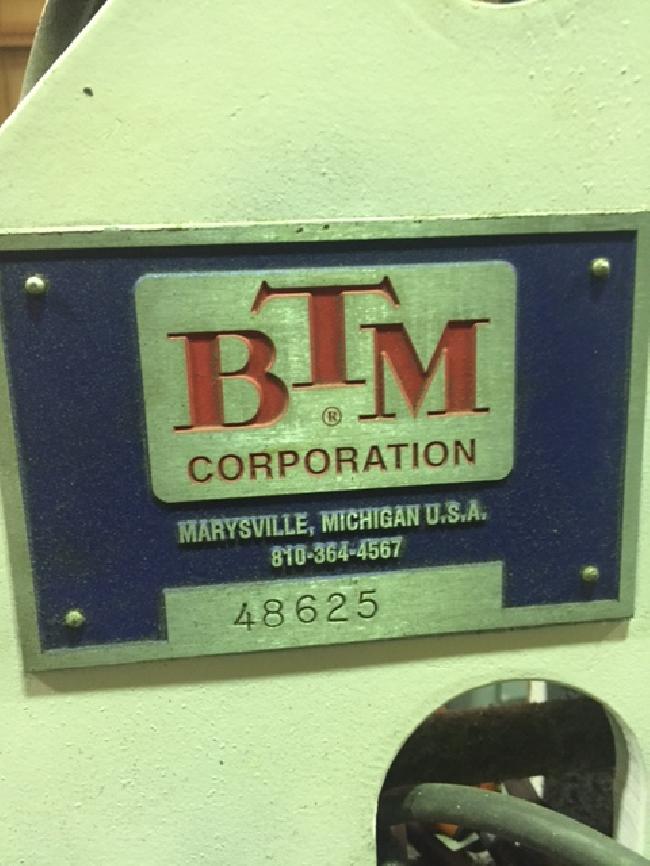 BTM
®
CORPORATION
MARYSVILLE, MICHIGAN U.S.A.
810-364-4567
48625